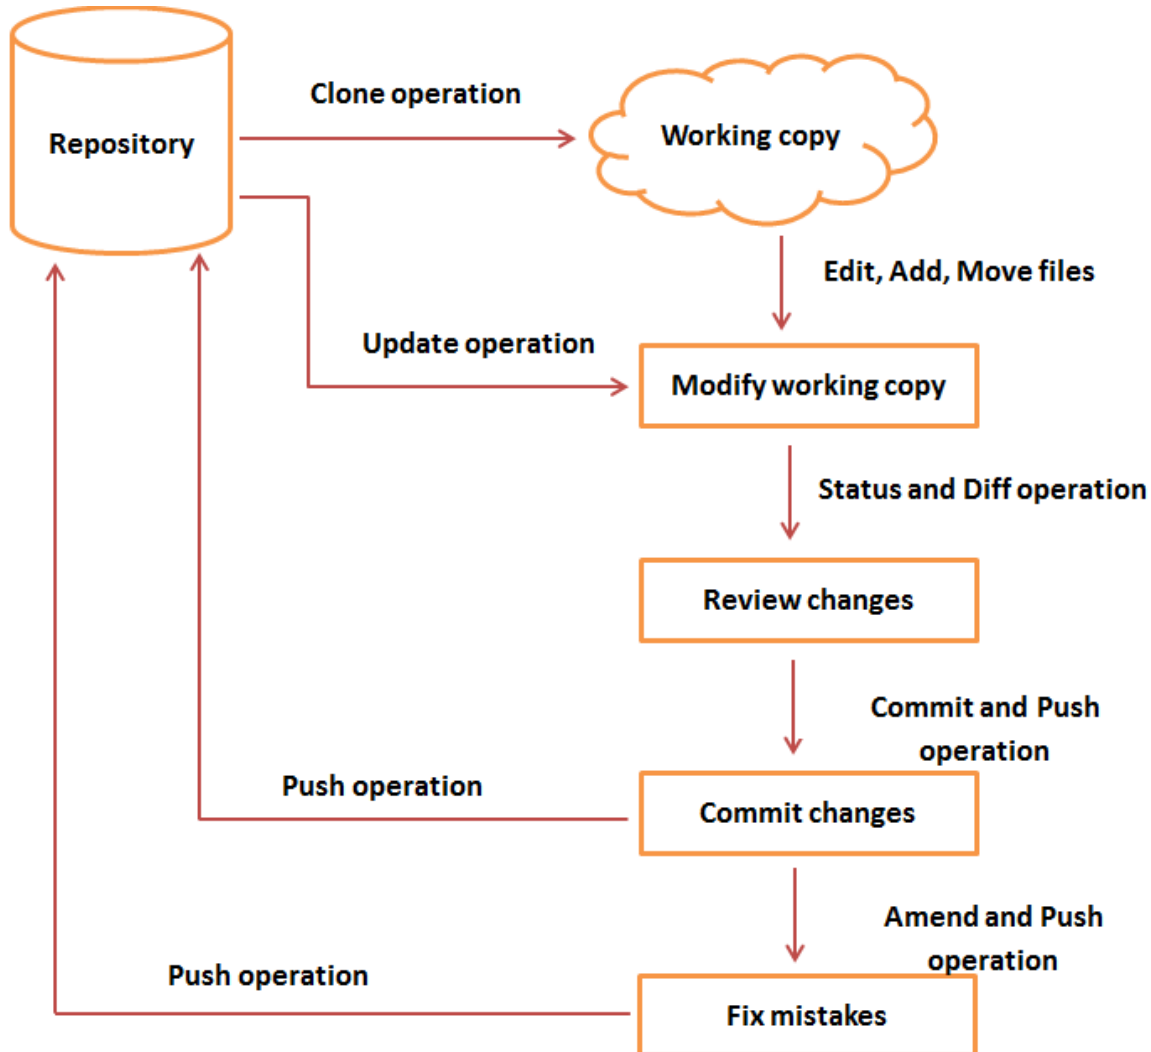 Clone operation
Repository
Working copy
Edit, Add, Move files
Update operation
Modify working copy
Status and Diff operation
Review changes
Commit and Push
operation
Push operation
Commit changes
Amend and Push
operation
Push operation
Fix mistakes